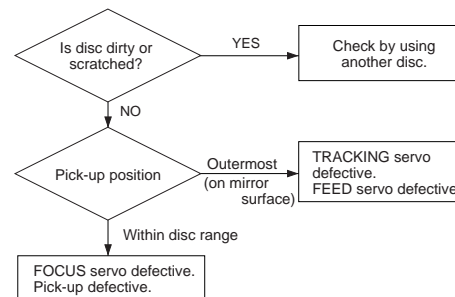 Is disc dirty or
scratched?
YES
Check by using
another disc.
NO
Pick-up position
Outermost
(on mirror
surface)
TRACKING servo
defective.
FEED servo defective.
Within disc range
FOCUS servo defective.
Pick-up defective.